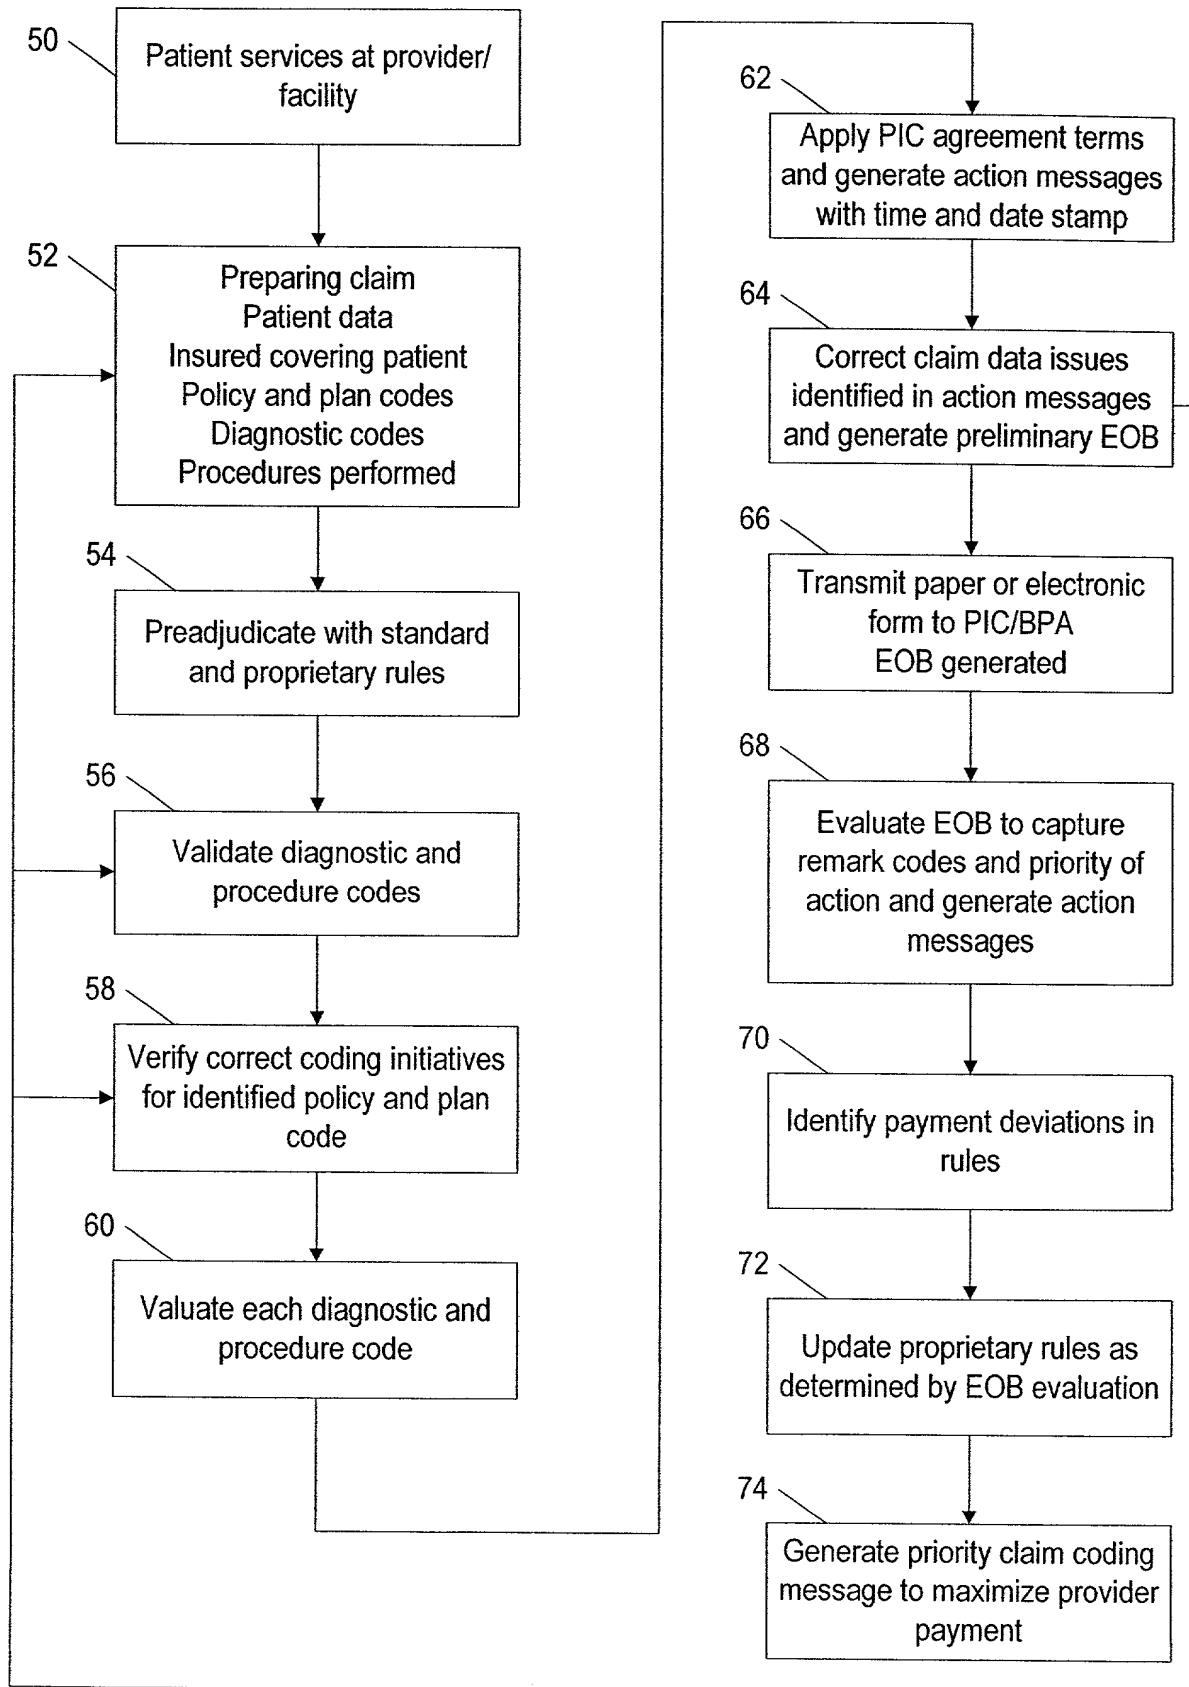 50
Patient services at provider/
facility
52
Preparing claim
Patient data
Insured covering patient
Policy and plan codes
Diagnostic codes
Procedures performed
54
Preadjudicate with standard
and proprietary rules
56
Validate diagnostic and
procedure codes
58
Verify correct coding initiatives
for identified policy and plan
code
60
Valuate each diagnostic and
procedure code
62
Apply PIC agreement terms
and generate action messages
with time and date stamp
64
Correct claim data issues
identified in action messages
and generate preliminary EOB
66
Transmit paper or electronic
form to PIC/BPA
EOB generated
68
Evaluate EOB to capture
remark codes and priority of
action and generate action
messages
70
Identify payment deviations in
rules
72
Update proprietary rules as
determined by EOB evaluation
74
Generate priority claim coding
message to maximize provider
payment